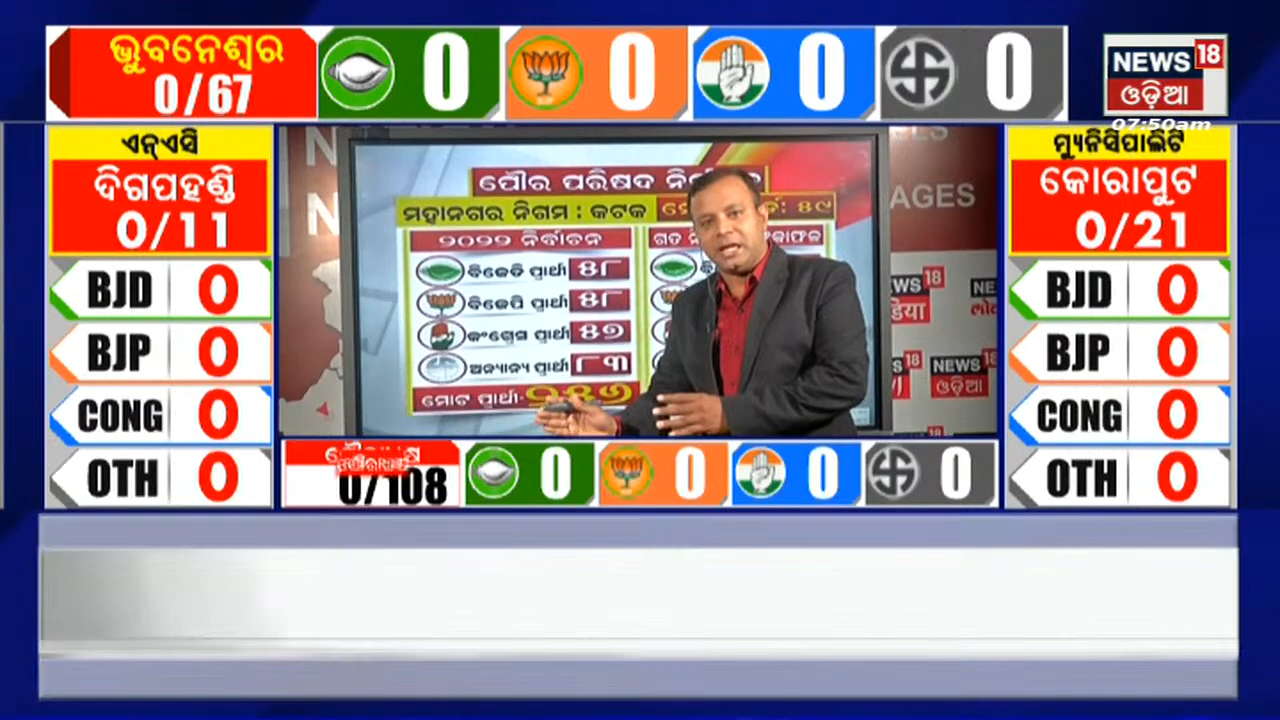 ଭୁବନେଶ୍ୱର
0/67
0
0
0
0
NEWS 18
ଓଡ଼ିଆ
07:50am
ଏନ୍ଏସି
ଦିଗପହଣ୍ଡି
0/11
BJD 0
BJP 0
CONG 0
OTH 0
ପୌର ପରିଷଦ
ମହାନଗର ନିଗମ : କଟକ
: ୫୯
୨୦୨୨ ନିର୍ବାଚନ
ବିଜେଡି ପ୍ରାର୍ଥୀ ୫୮
ବିଜେପି ପ୍ରାର୍ଥୀ ୫୮
କଂଗ୍ରେସ ପ୍ରାର୍ଥୀ ୫୭
ଅନ୍ୟାନ୍ୟ ପ୍ରାର୍ଥୀ ୮୩
ମୋଟ ପ୍ରାର୍ଥୀ- ୨୫୬
ଗତ
AGES
NEWS 18
ଓଡ଼ିଆ
ମ୍ୟୁନିସିପାଲିଟି
କୋରାପୁଟ
0/21
BJD 0
BJP 0
CONG 0
OTH 0
0/108
0
0
0
0